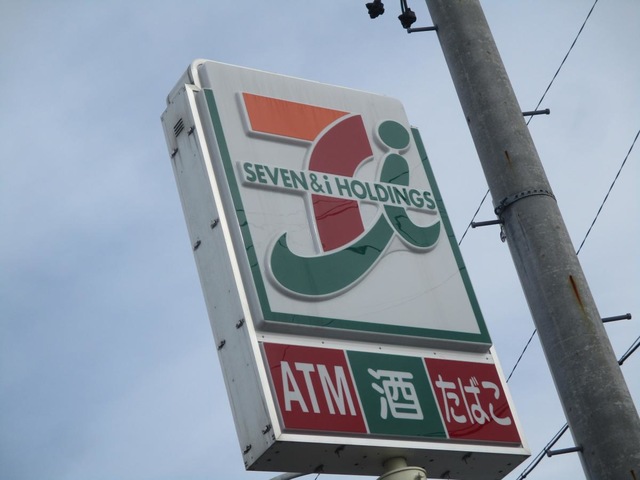 SEVEN&i HOLDINGS
ATM 酒 たばこ